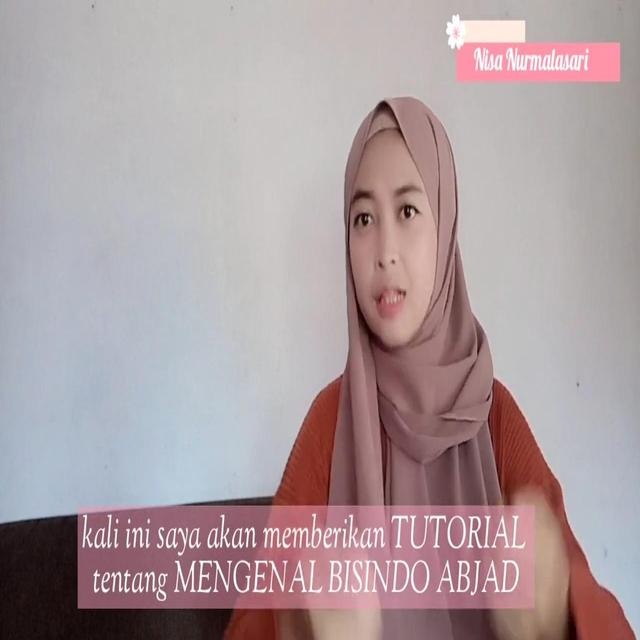 Nisa Nurmalasari
kali ini saya akan memberikan TUTORIAL
tentang MENGENAL BISINDO ABJAD